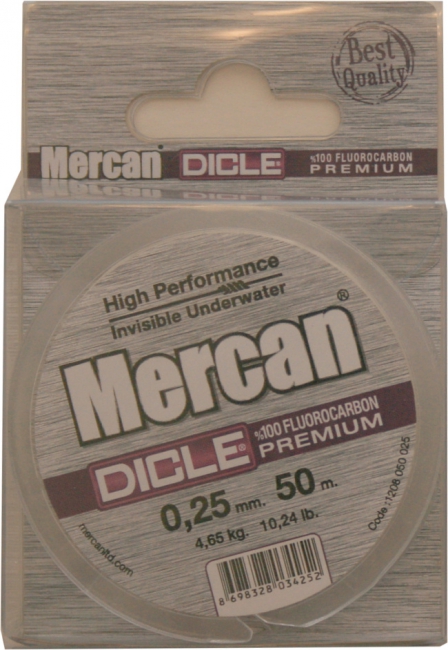 Best
Quality
Mercan® DICLE® %100 FLUOROCARBON
PREMIUM
High Performance
Invisible Underwater
Mercan®
DICLE® %100 FLUOROCARBON
PREMIUM
0,25 mm. 50 m.
4,65 kg. 10,24 lb.
mercanltd.com
Code : 1208 050 025
8 698328 034252